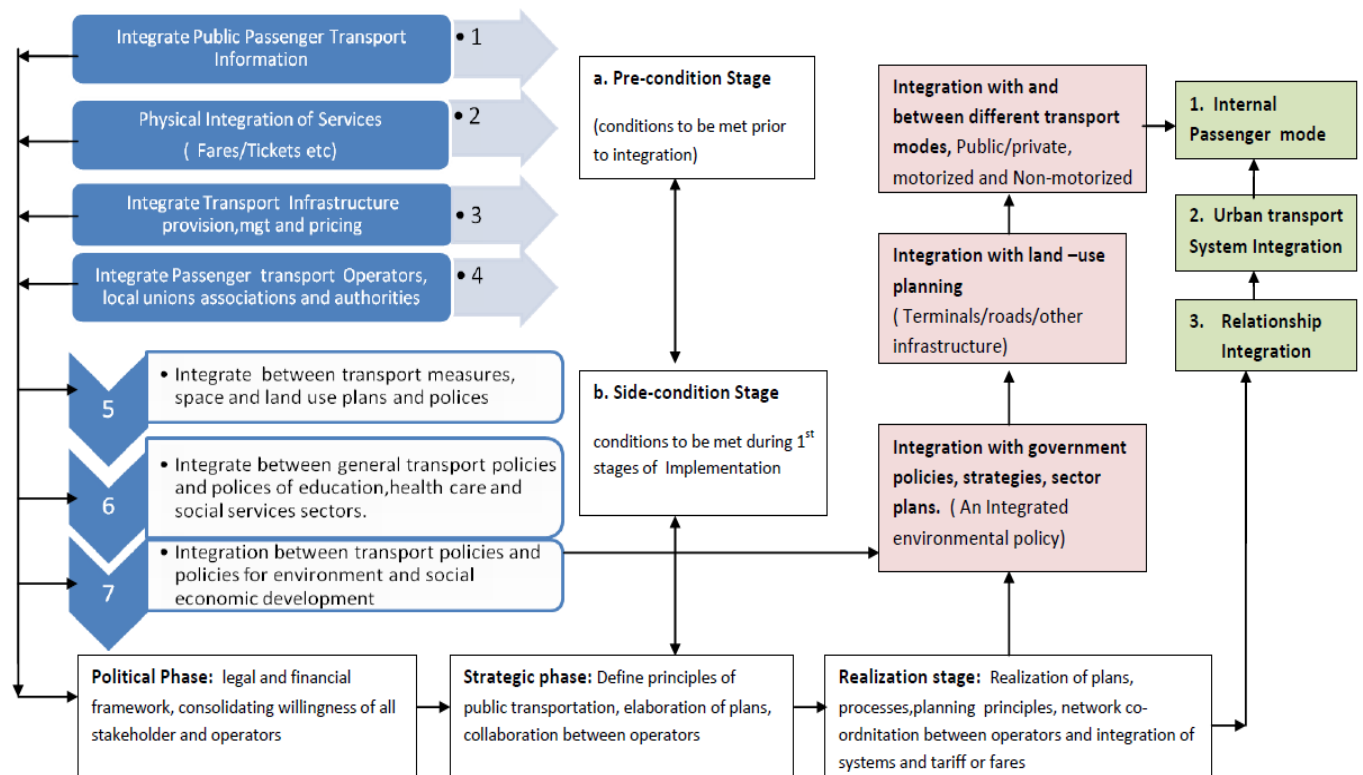 Integrate Public Passenger Transport
Information
• 1
Physical Integration of Services
( Fares/Tickets etc)
• 2
Integrate Transport Infrastructure
provision,mgt and pricing
• 3
Integrate Passenger transport Operators,
local unions associations and authorities
• 4
5
• Integrate between transport measures,
space and land use plans and polices
6
• Integrate between general transport policies
and polices of education,health care and
social services sectors.
7
• Integration between transport policies and
policies for environment and social
economic development
a. Pre-condition Stage
(conditions to be met prior
to integration)
b. Side-condition Stage
conditions to be met during 1st
stages of Implementation
Integration with and
between different transport
modes, Public/private,
motorized and Non-motorized
Integration with land –use
planning
( Terminals/roads/other
infrastructure)
Integration with government
policies, strategies, sector
plans. ( An Integrated
environmental policy)
1. Internal
Passenger mode
2. Urban transport
System Integration
3. Relationship
Integration
Political Phase: legal and financial
framework, consolidating willingness of all
stakeholder and operators
Strategic phase: Define principles of
public transportation, elaboration of plans,
collaboration between operators
Realization stage: Realization of plans,
processes,planning principles, network co-
ordnitation between operators and integration of
systems and tariff or fares